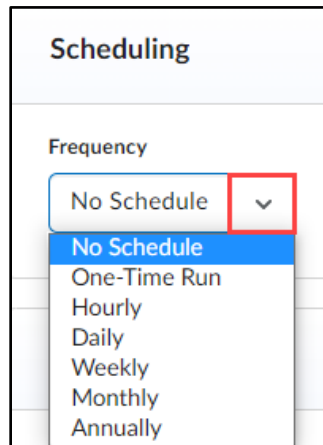 Scheduling
Frequency
No Schedule
No Schedule
One-Time Run
Hourly
Daily
Weekly
Monthly
Annually